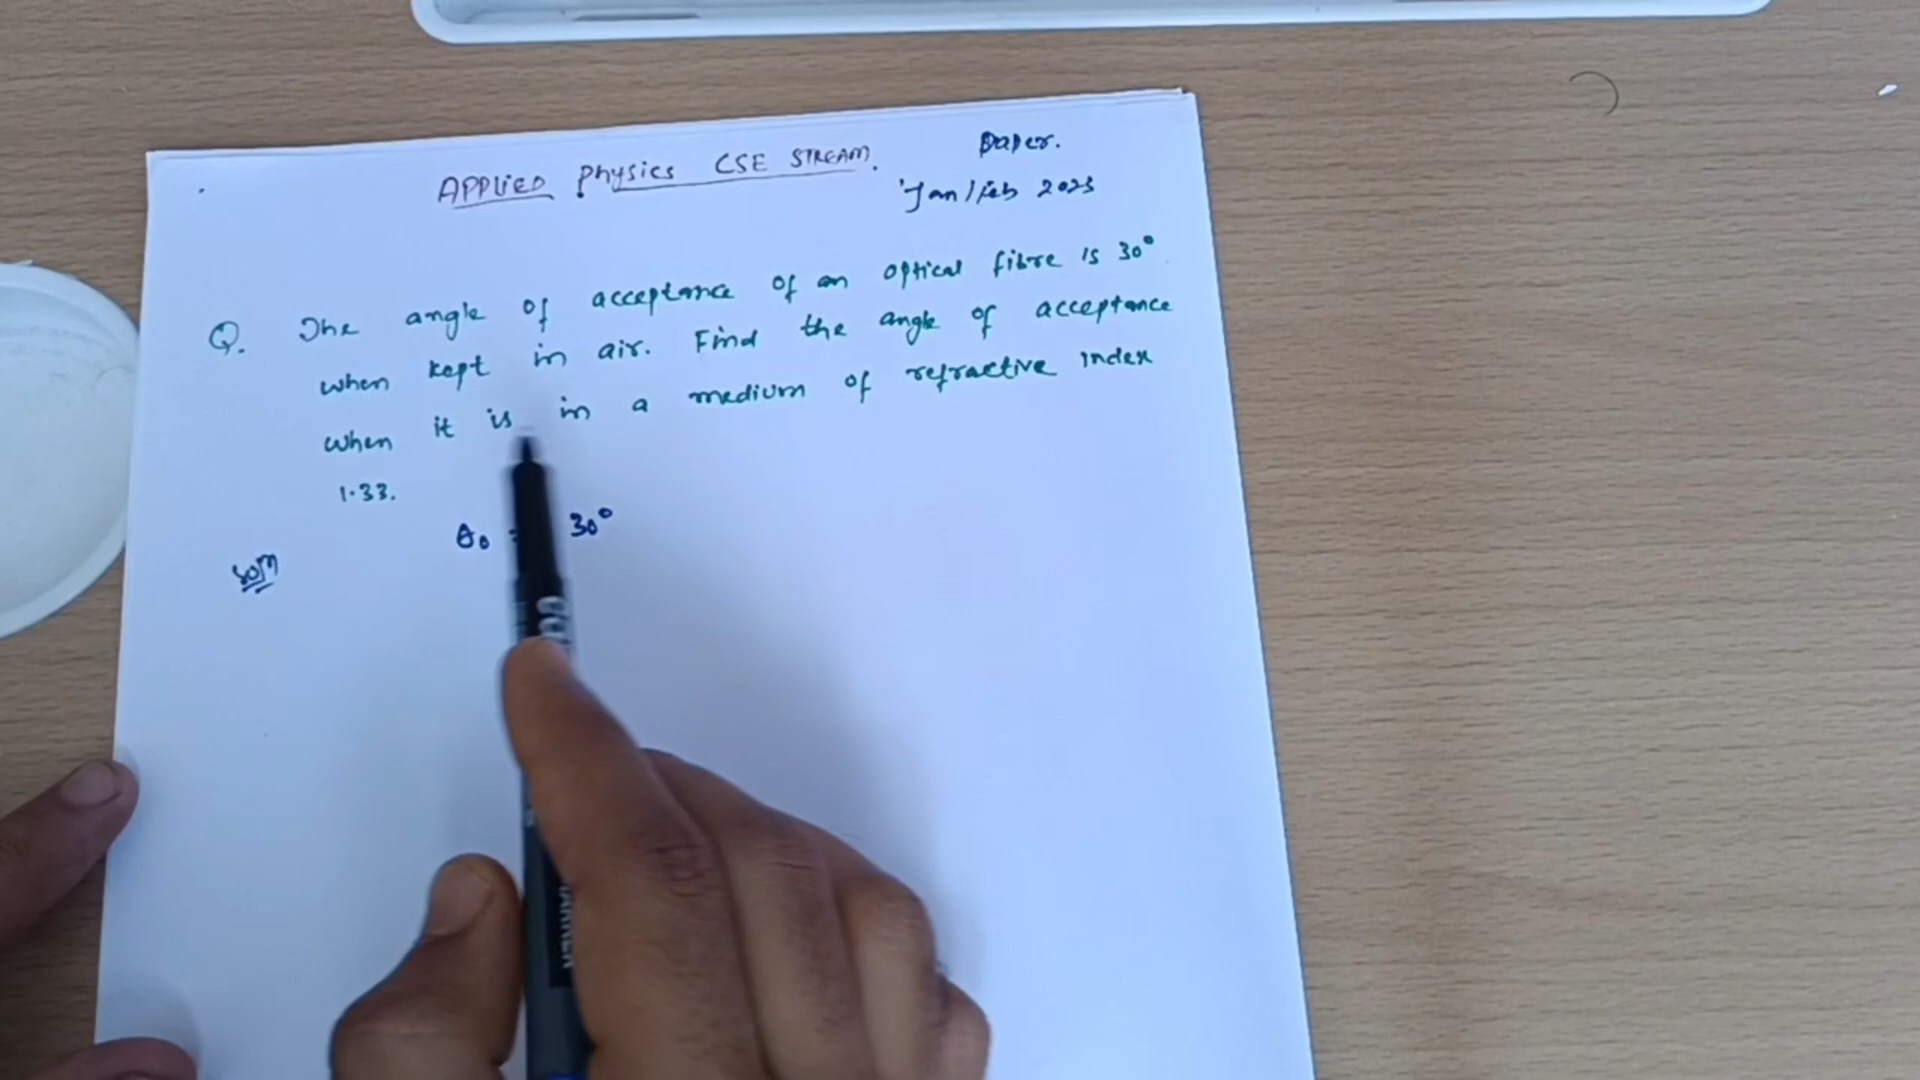 APPLIED Physics CSE STREAM.
Paper.
Jan/Feb 2023
Q. The angle of acceptance of an optical fibre is 30°
when kept in air. Find the angle of acceptance
when it is in a medium of refractive index
1.33.
θ₀ = 30°
Soln